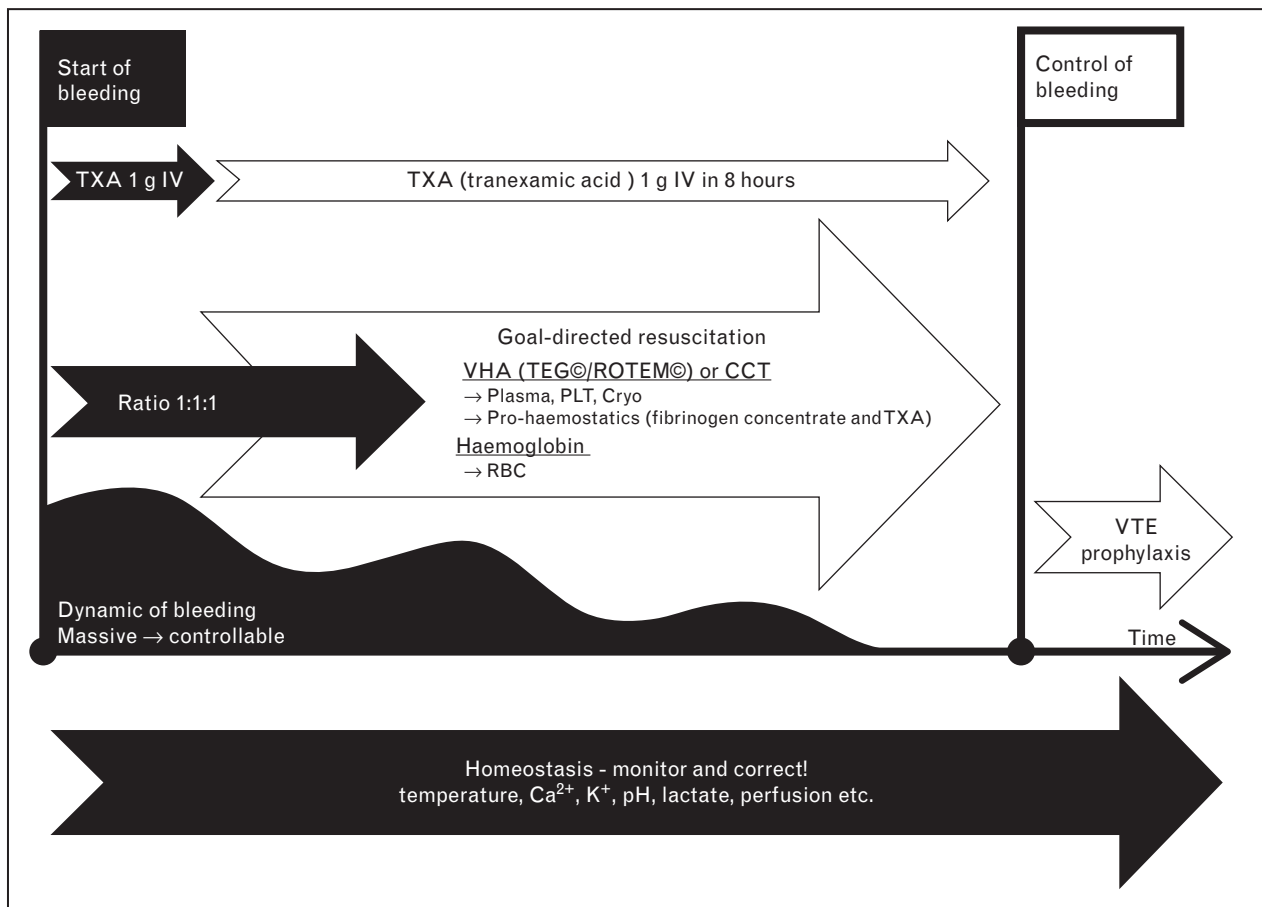 Start of
bleeding
Control of
bleeding
TXA 1 g IV
TXA (tranexamic acid ) 1 g IV in 8 hours
Goal-directed resuscitation
VHA (TEG©/ROTEM©) or CCT
→ Plasma, PLT, Cryo
→ Pro-haemostatics (fibrinogen concentrate and TXA)
Haemoglobin
→ RBC
Ratio 1:1:1
VTE
prophylaxis
Dynamic of bleeding
Massive → controllable
Time
Homeostasis - monitor and correct!
temperature, Ca²⁺, K⁺, pH, lactate, perfusion etc.